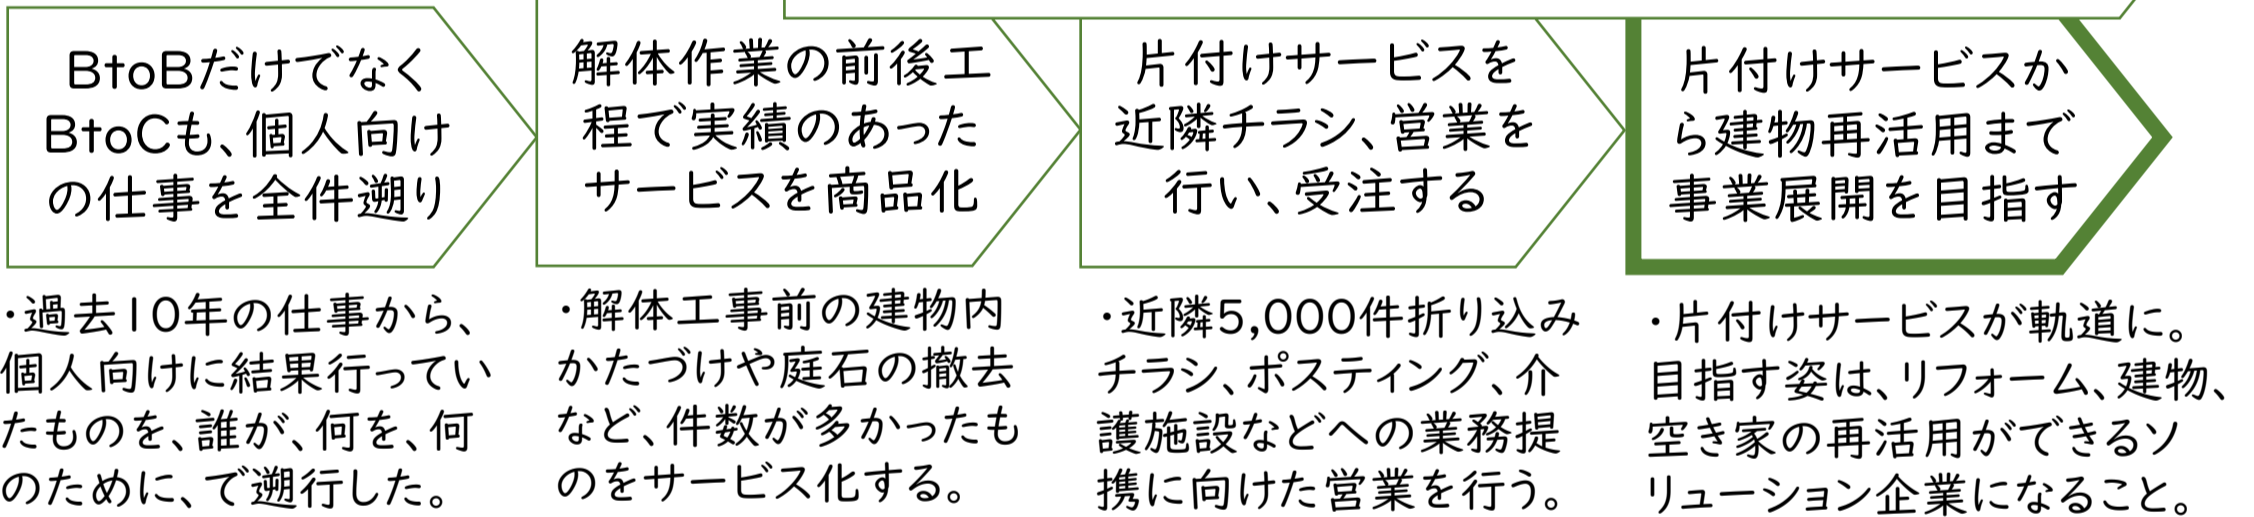 BtoBだけでなく
BtoCも、個人向け
の仕事を全件遡り
解体作業の前後工
程で実績のあった
サービスを商品化
片付けサービスを
近隣チラシ、営業を
行い、受注する
片付けサービスか
ら建物再活用まで
事業展開を目指す
・過去10年の仕事から、
個人向けに結果行ってい
たものを、誰が、何を、何
のために、で遡行した。
・解体工事前の建物内
かたづけや庭石の撤去
など、件数が多かったも
のをサービス化する。
・近隣5,000件折り込み
チラシ、ポスティング、介
護施設などへの業務提
携に向けた営業を行う。
・片付けサービスが軌道に。
目指す姿は、リフォーム、建物、
空き家の再活用ができるソ
リューション企業になること。